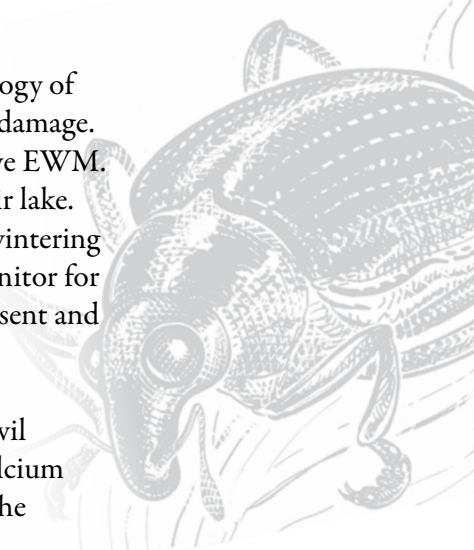 ogy of
damage.
ve EWM.
ir lake.
vintering
nitor for
sent and
vil
lcium
he